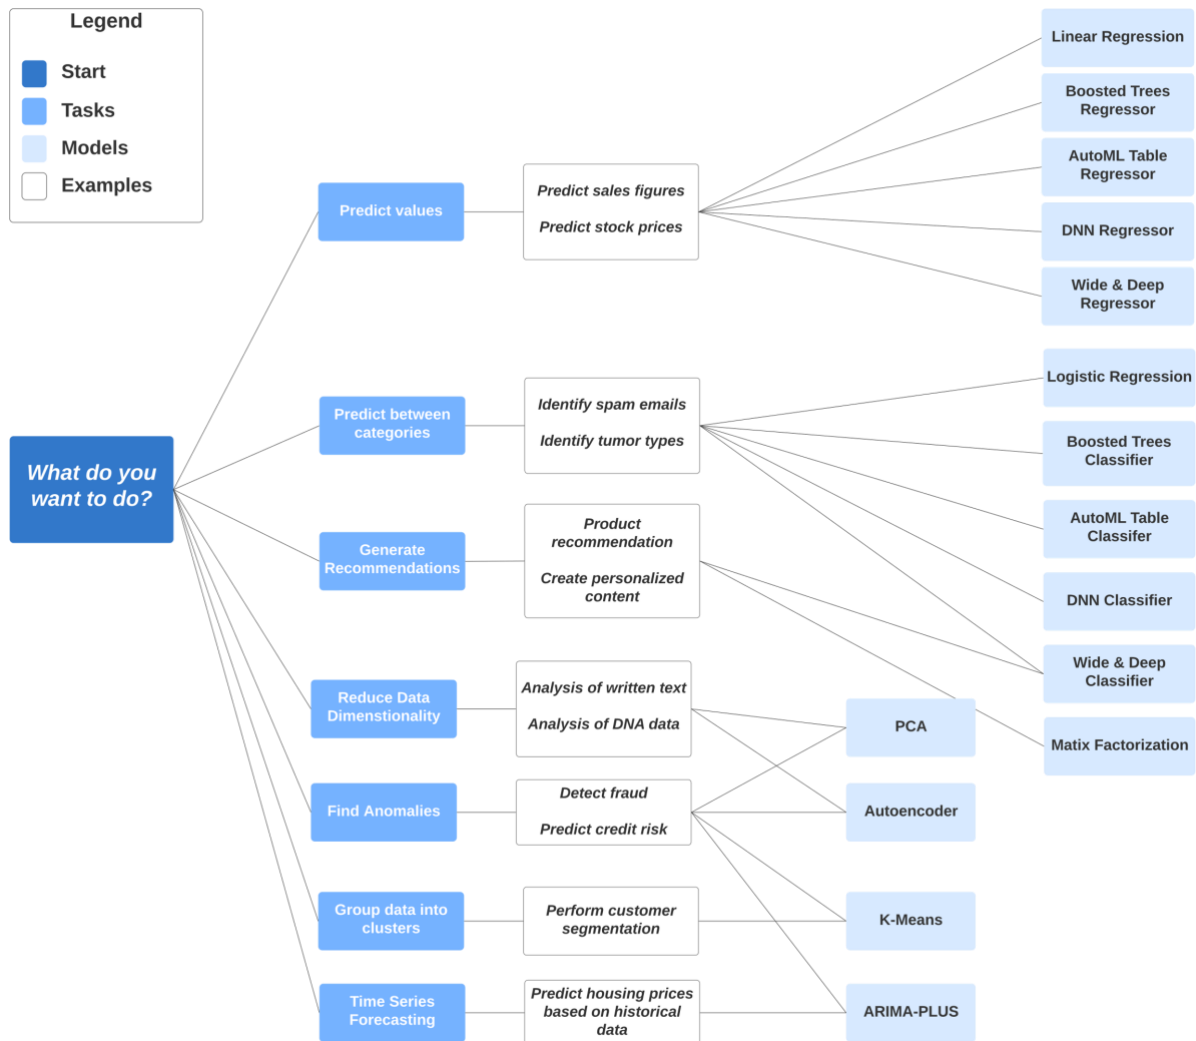 Legend
Start
Tasks
Models
Examples
What do you
want to do?
Predict values
Predict sales figures
Predict stock prices
Linear Regression
Boosted Trees
Regressor
AutoML Table
Regressor
DNN Regressor
Wide & Deep
Regressor
Predict between
categories
Identify spam emails
Identify tumor types
Logistic Regression
Boosted Trees
Classifier
AutoML Table
Classifer
DNN Classifier
Wide & Deep
Classifier
Generate
Recommendations
Product
recommendation
Create personalized
content
Matix Factorization
Reduce Data
Dimenstionality
Analysis of written text
Analysis of DNA data
PCA
Autoencoder
Find Anomalies
Detect fraud
Predict credit risk
Group data into
clusters
Perform customer
segmentation
K-Means
Time Series
Forecasting
Predict housing prices
based on historical
data
ARIMA-PLUS